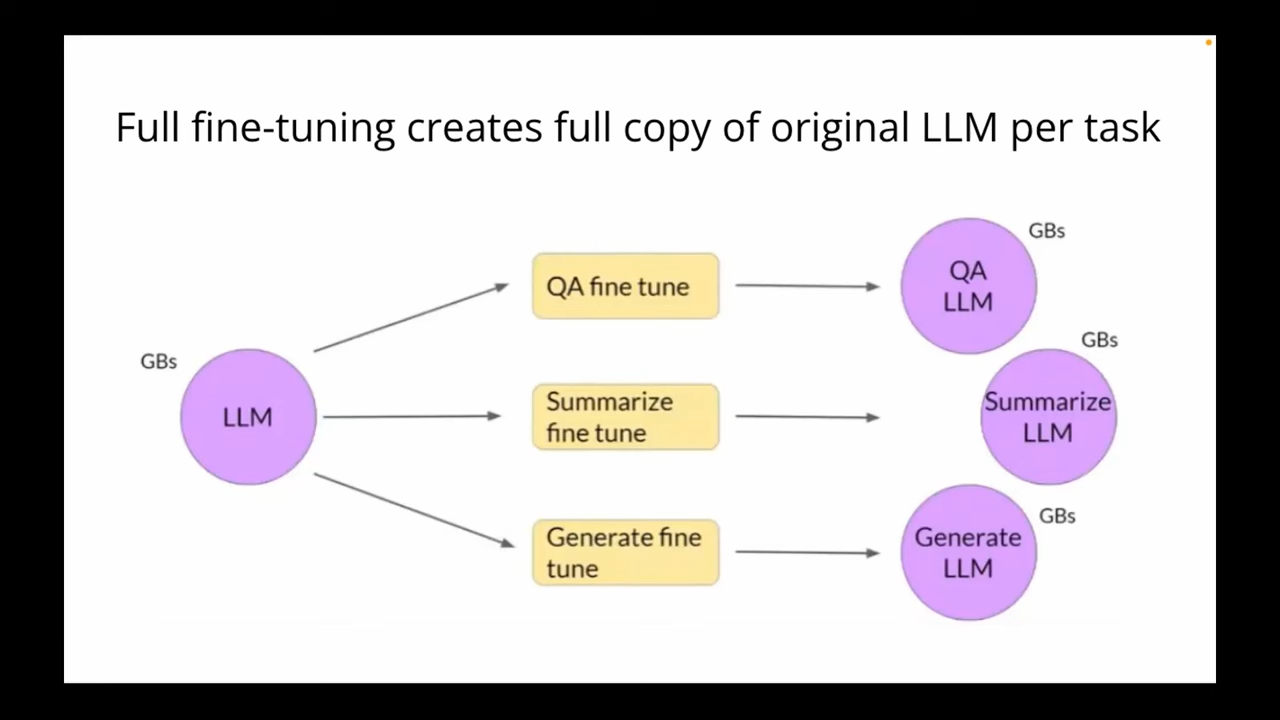 Full fine-tuning creates full copy of original LLM per task
GBs
LLM
QA fine tune
QA
LLM
GBs
Summarize
fine tune
Summarize
LLM
GBs
Generate fine
tune
Generate
LLM
GBs